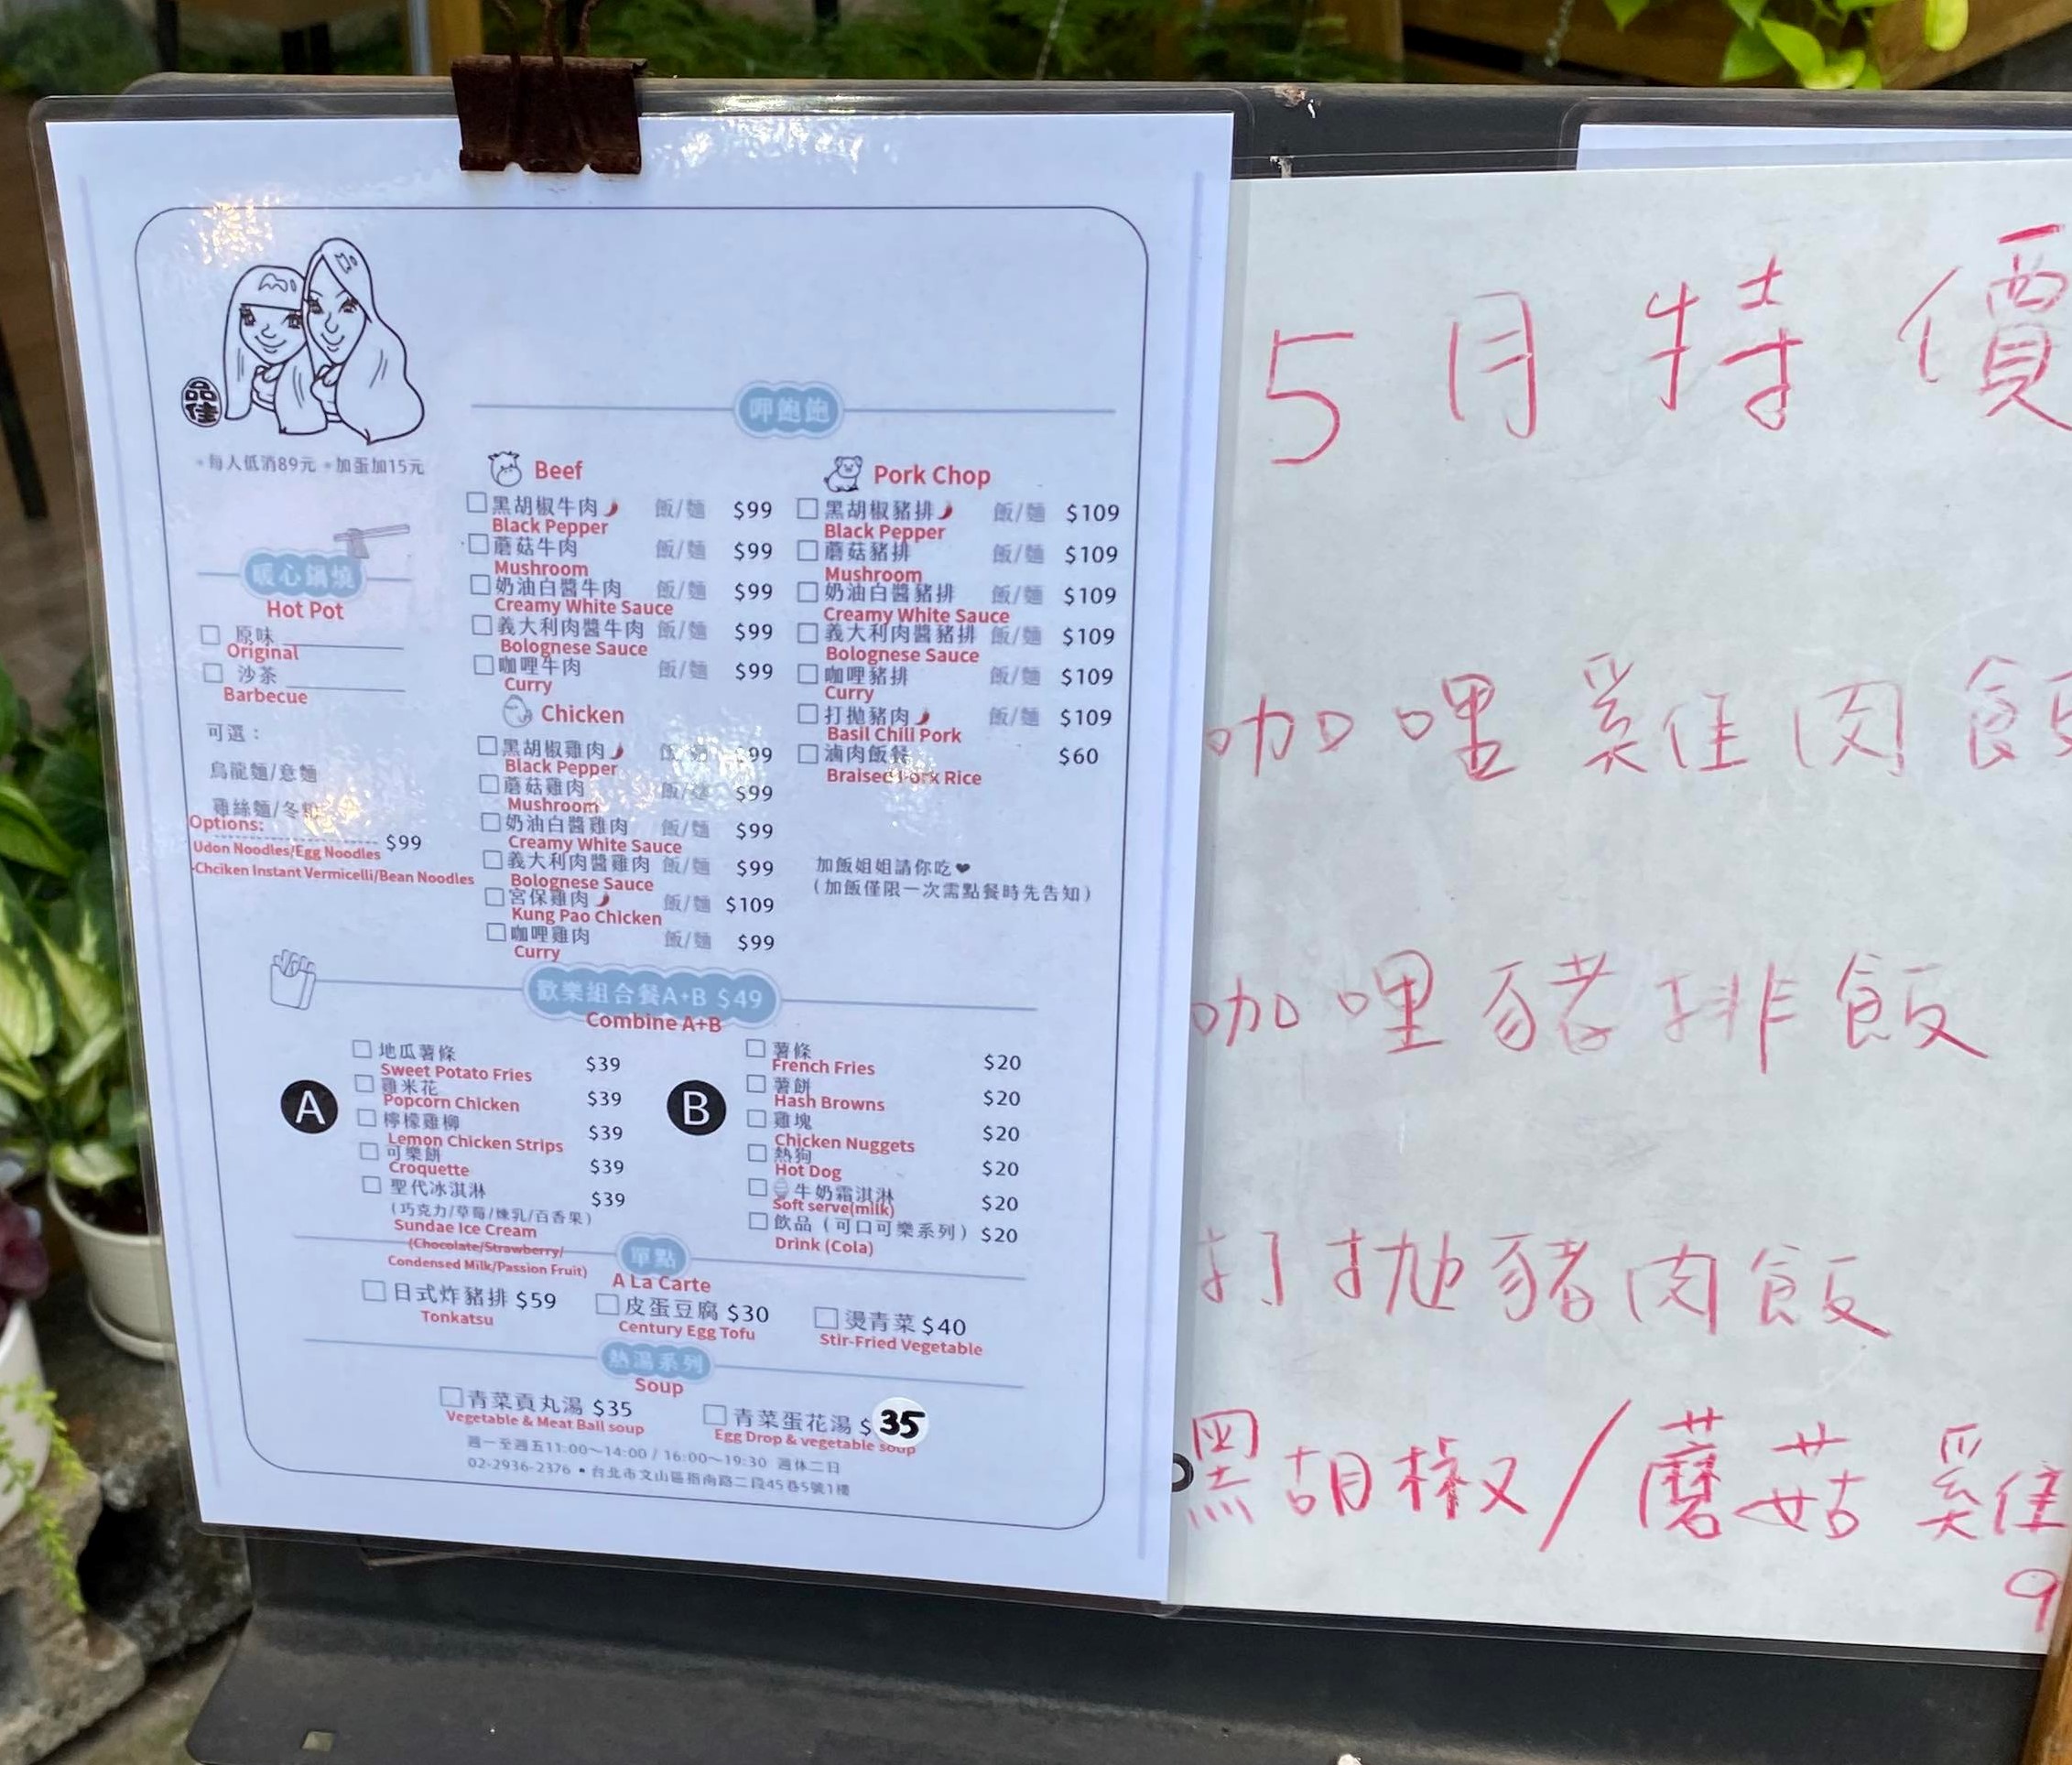 品佳
*每人低消89元 *加蛋加15元
暖心鍋燒
Hot Pot
原味
Original
沙茶
Barbecue
可選：
烏龍麵/意麵
雞絲麵/冬粉
Options:
$99
Udon Noodles/Egg Noodles
Chciken Instant Vermicelli/Bean Noodles
呷飽飽
Beef
黑胡椒牛肉 飯/麵 $99
Black Pepper
蘑菇牛肉 飯/麵 $99
Mushroom
奶油白醬牛肉 飯/麵 $99
Creamy White Sauce
義大利肉醬牛肉 飯/麵 $99
Bolognese Sauce
咖哩牛肉 飯/麵 $99
Curry
Chicken
黑胡椒雞肉 飯/麵 $99
Black Pepper
蘑菇雞肉 飯/麵 $99
Mushroom
奶油白醬雞肉 飯/麵 $99
Creamy White Sauce
義大利肉醬雞肉 飯/麵 $99
Bolognese Sauce
宮保雞肉 飯/麵 $109
Kung Pao Chicken
咖哩雞肉 飯/麵 $99
Curry
Pork Chop
黑胡椒豬排 飯/麵 $109
Black Pepper
蘑菇豬排 飯/麵 $109
Mushroom
奶油白醬豬排 飯/麵 $109
Creamy White Sauce
義大利肉醬豬排 飯/麵 $109
Bolognese Sauce
咖哩豬排 飯/麵 $109
Curry
打拋豬肉 飯/麵 $109
Basil Chili Pork
滷肉飯餐 $60
Braised Pork Rice
加飯姐姐請你吃❤
（加飯僅限一次需點餐時先告知）
歡樂組合餐A+B $49
Combine A+B
A
地瓜薯條 $39
Sweet Potato Fries
雞米花 $39
Popcorn Chicken
檸檬雞柳 $39
Lemon Chicken Strips
可樂餅 $39
Croquette
聖代冰淇淋 $39
（巧克力/草莓/煉乳/百香果）
Sundae Ice Cream
(Chocolate/Strawberry/
Condensed Milk/Passion Fruit)
B
薯條 $20
French Fries
薯餅 $20
Hash Browns
雞塊 $20
Chicken Nuggets
熱狗 $20
Hot Dog
牛奶霜淇淋 $20
Soft serve(milk)
飲品（可口可樂系列）$20
Drink (Cola)
單點
A La Carte
日式炸豬排 $59
Tonkatsu
皮蛋豆腐 $30
Century Egg Tofu
燙青菜 $40
Stir-Fried Vegetable
熱湯系列
Soup
青菜貢丸湯 $35
Vegetable & Meat Ball soup
青菜蛋花湯 $35
Egg Drop & vegetable soup
週一至週五11:00～14:00 / 16:00～19:30 週休二日
02-2936-2376 • 台北市文山區指南路二段45巷5號1樓
5月特價
咖哩雞肉飯
咖哩豬排飯
打拋豬肉飯
黑胡椒/蘑菇雞
9